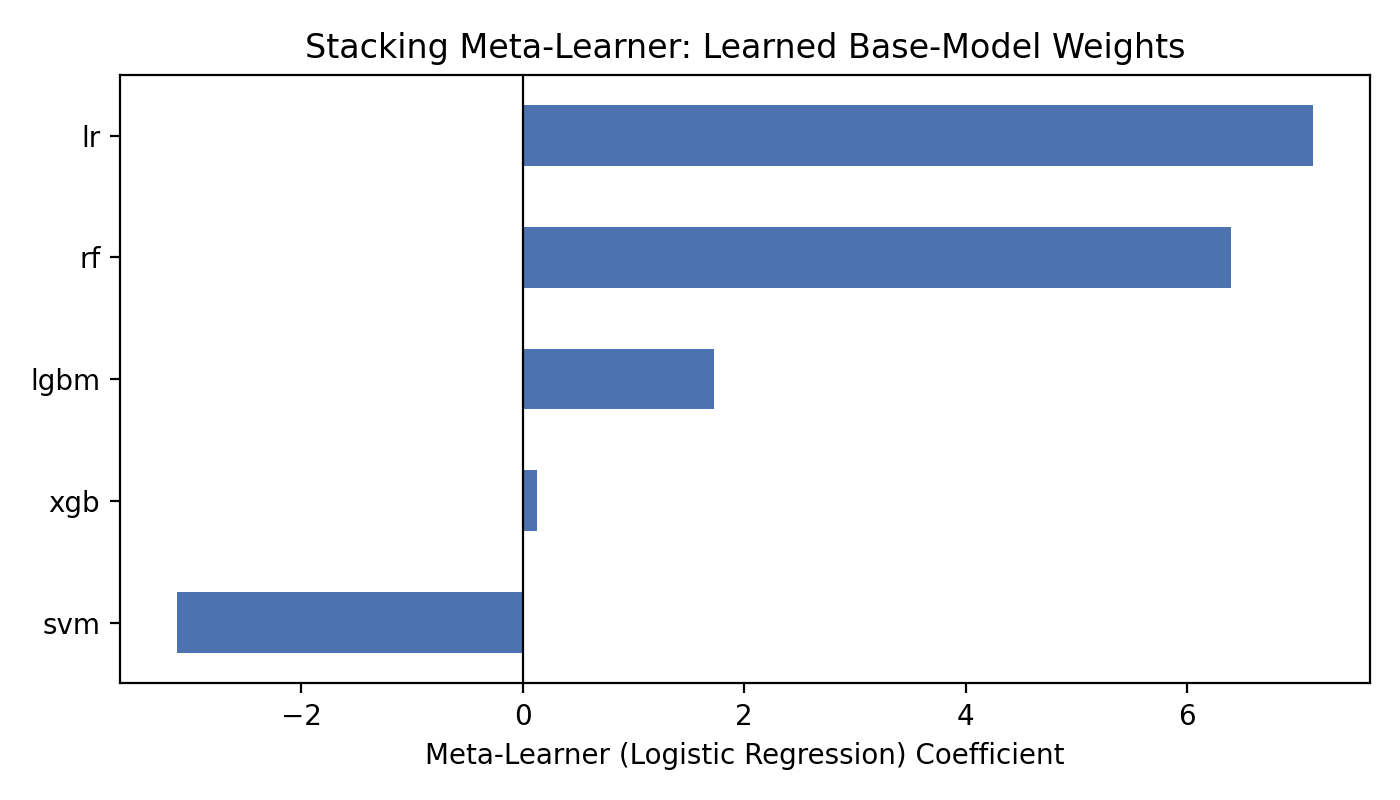 Stacking Meta-Learner: Learned Base-Model Weights
lr
rf
lgbm
xgb
svm
−2 0 2 4 6
Meta-Learner (Logistic Regression) Coefficient